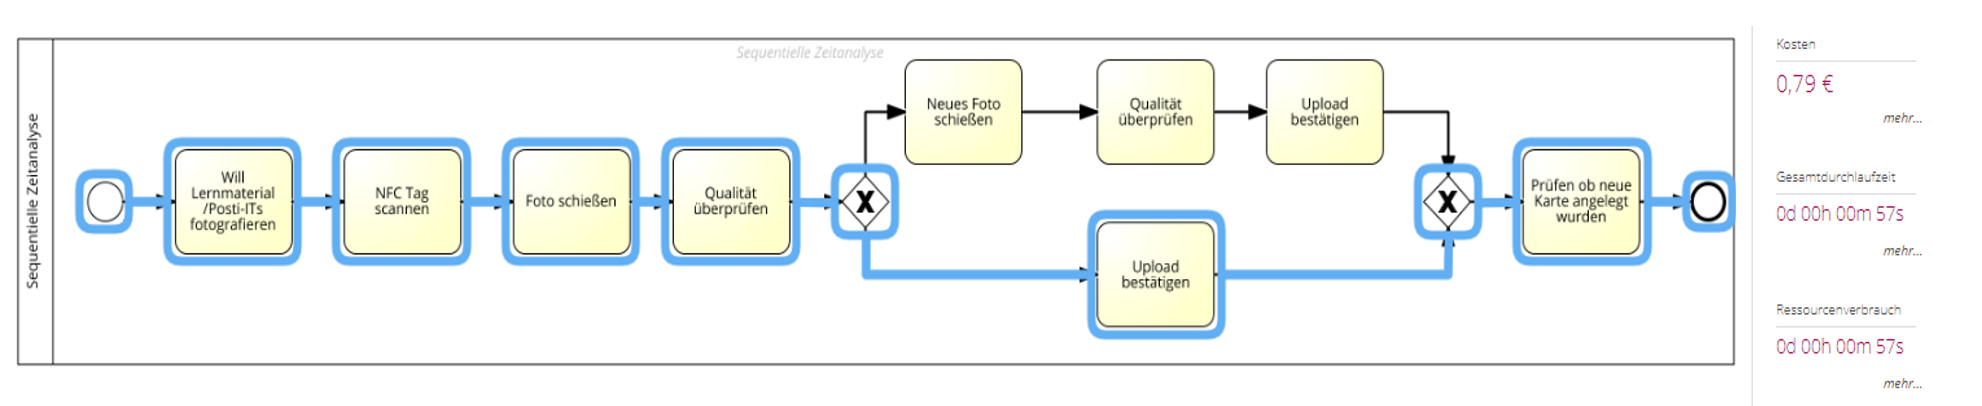 Sequentielle Zeitanalyse
Sequentielle Zeitanalyse
Will
Lernmaterial
/Posti-ITs
fotografieren
NFC Tag
scannen
Foto schießen
Qualität
überprüfen
X
Neues Foto
schießen
Qualität
überprüfen
Upload
bestätigen
Upload
bestätigen
X
Prüfen ob neue
Karte angelegt
wurden
Kosten
0,79 €
mehr...
Gesamtdurchlaufzeit
0d 00h 00m 57s
mehr...
Ressourcenverbrauch
0d 00h 00m 57s
mehr...